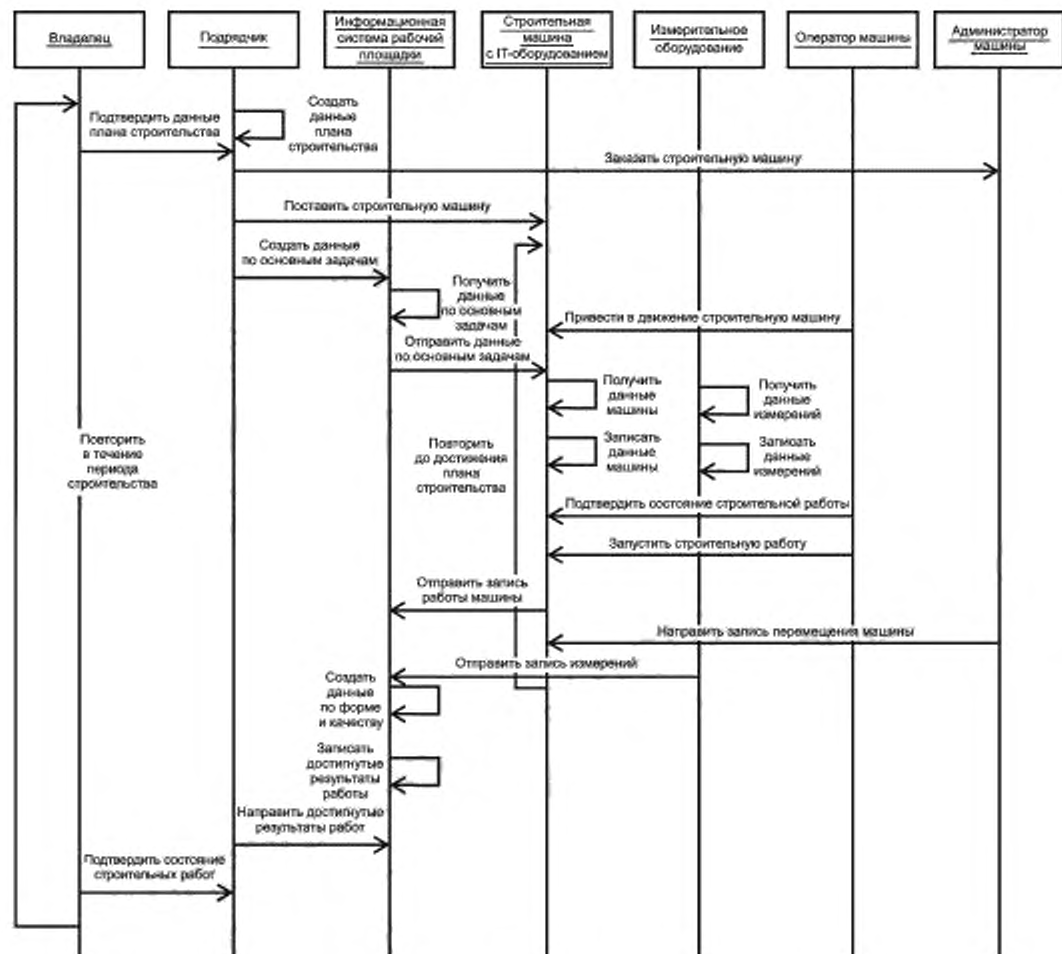 Владелец
Подрядчик
Информационная
система рабочей
площадки
Строительная
машина
с IT-оборудованием
Измерительное
оборудование
Оператор машины
Администратор
машины
Подтвердить данные
плана строительства
Создать
данные
плана
строительства
Заказать строительную машину
Поставить строительную машину
Создать данные
по основным задачам
Получить
данные
по основным
задачам
Привести в движение строительную машину
Отправить данные
по основным задачам
Получить
данные
машины
Получить
данные
измерений
Повторить
в течение
периода
строительства
Повторить
до достижения
плана
строительства
Записать
данные
машины
Записать
данные
измерений
Подтвердить состояние строительной работы
Запустить строительную работу
Отправить запись
работы машины
Направить запись перемещения машины
Отправить запись измерений
Создать
данные
по форме
и качеству
Записать
достигнутые
результаты
работы
Направить достигнутые
результаты работ
Подтвердить состояние
строительных работ